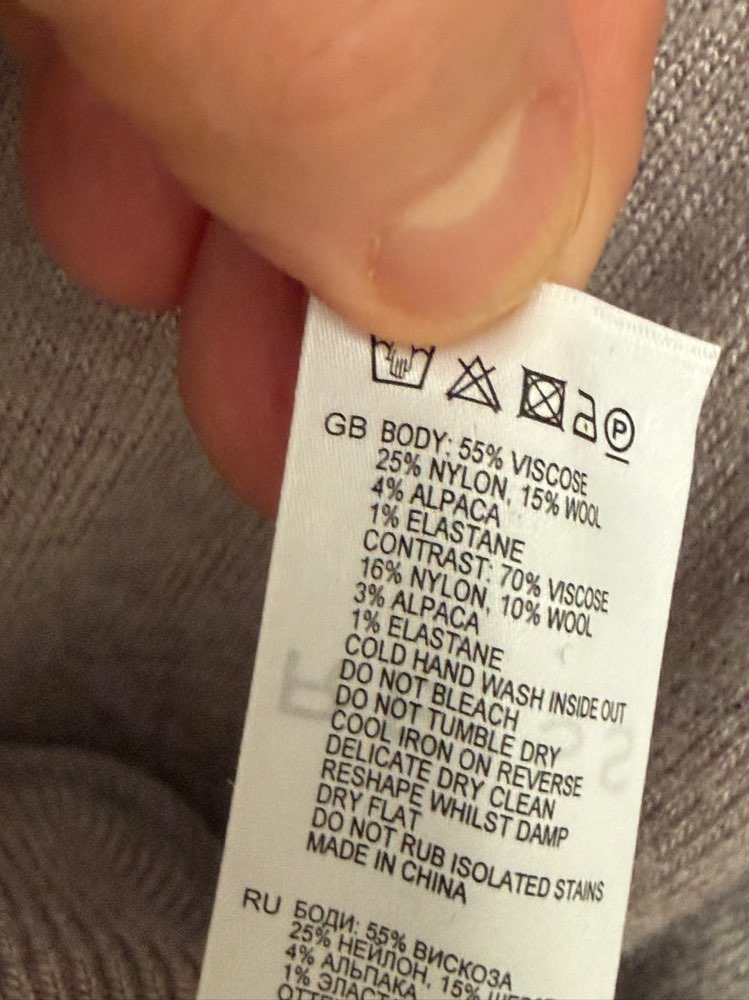 GB BODY: 55% VISCOSE
25% NYLON, 15% WOOL
4% ALPACA
1% ELASTANE
CONTRAST: 70% VISCOSE
16% NYLON, 10% WOOL
3% ALPACA
1% ELASTANE
COLD HAND WASH INSIDE OUT
DO NOT BLEACH
DO NOT TUMBLE DRY
COOL IRON ON REVERSE
DELICATE DRY CLEAN
RESHAPE WHILST DAMP
DRY FLAT
DO NOT RUB ISOLATED STAINS
MADE IN CHINA
RU БОДИ: 55% ВИСКОЗА
25% НЕЙЛОН, 15%
4% АЛЬПАКА
1%